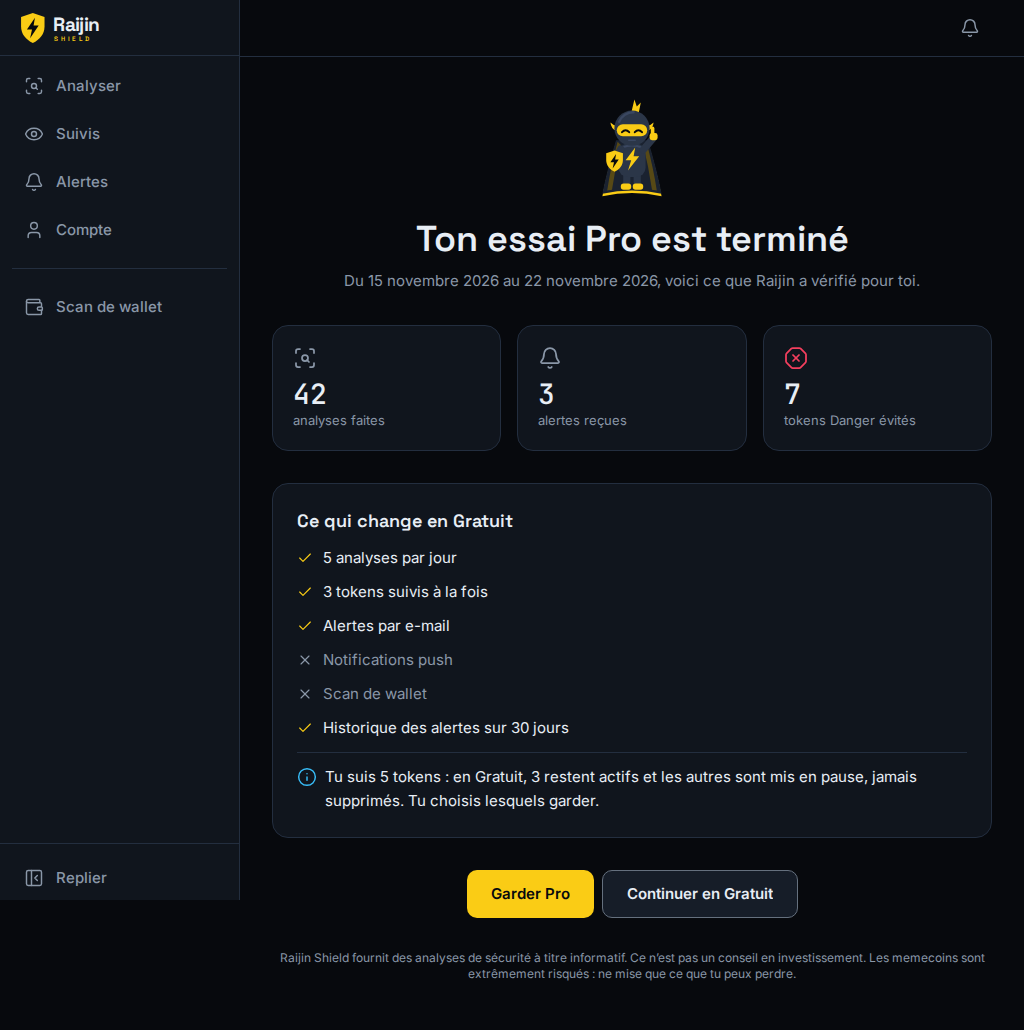 Raijin
SHIELD
Analyser
Suivis
Alertes
Compte
Scan de wallet
Replier
Ton essai Pro est terminé
Du 15 novembre 2026 au 22 novembre 2026, voici ce que Raijin a vérifié pour toi.
42
analyses faites
3
alertes reçues
7
tokens Danger évités
Ce qui change en Gratuit
5 analyses par jour
3 tokens suivis à la fois
Alertes par e-mail
Notifications push
Scan de wallet
Historique des alertes sur 30 jours
Tu suis 5 tokens : en Gratuit, 3 restent actifs et les autres sont mis en pause, jamais
supprimés. Tu choisis lesquels garder.
Garder Pro
Continuer en Gratuit
Raijin Shield fournit des analyses de sécurité à titre informatif. Ce n’est pas un conseil en investissement. Les memecoins sont
extrêmement risqués : ne mise que ce que tu peux perdre.